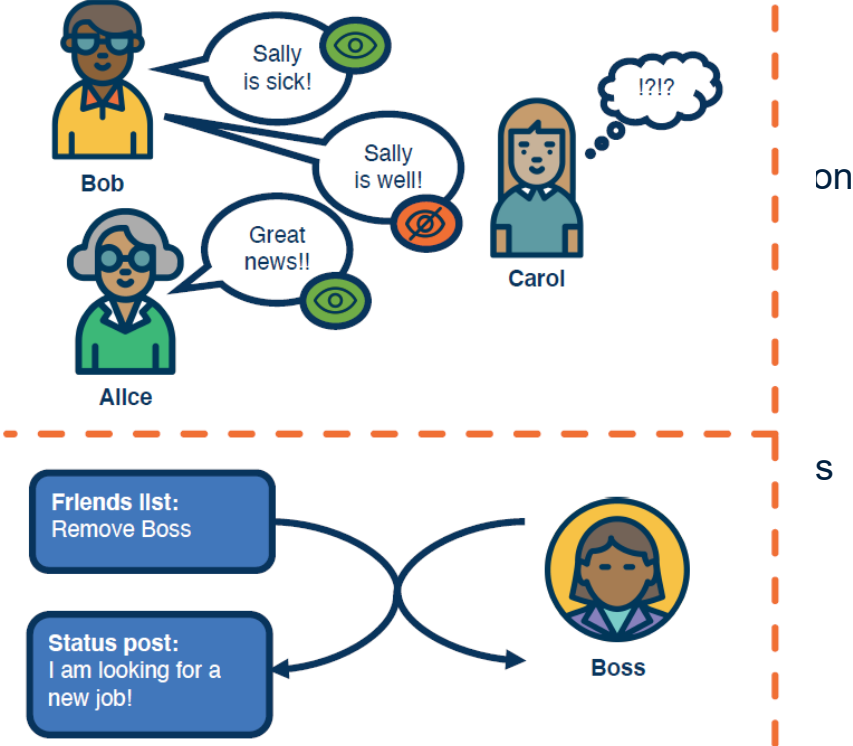 Sally
is sick!
!?!?
Sally
is well!
on
Bob
Great
news!!
Carol
Alice
s
Friends list:
Remove Boss
Status post:
I am looking for a
new job!
Boss